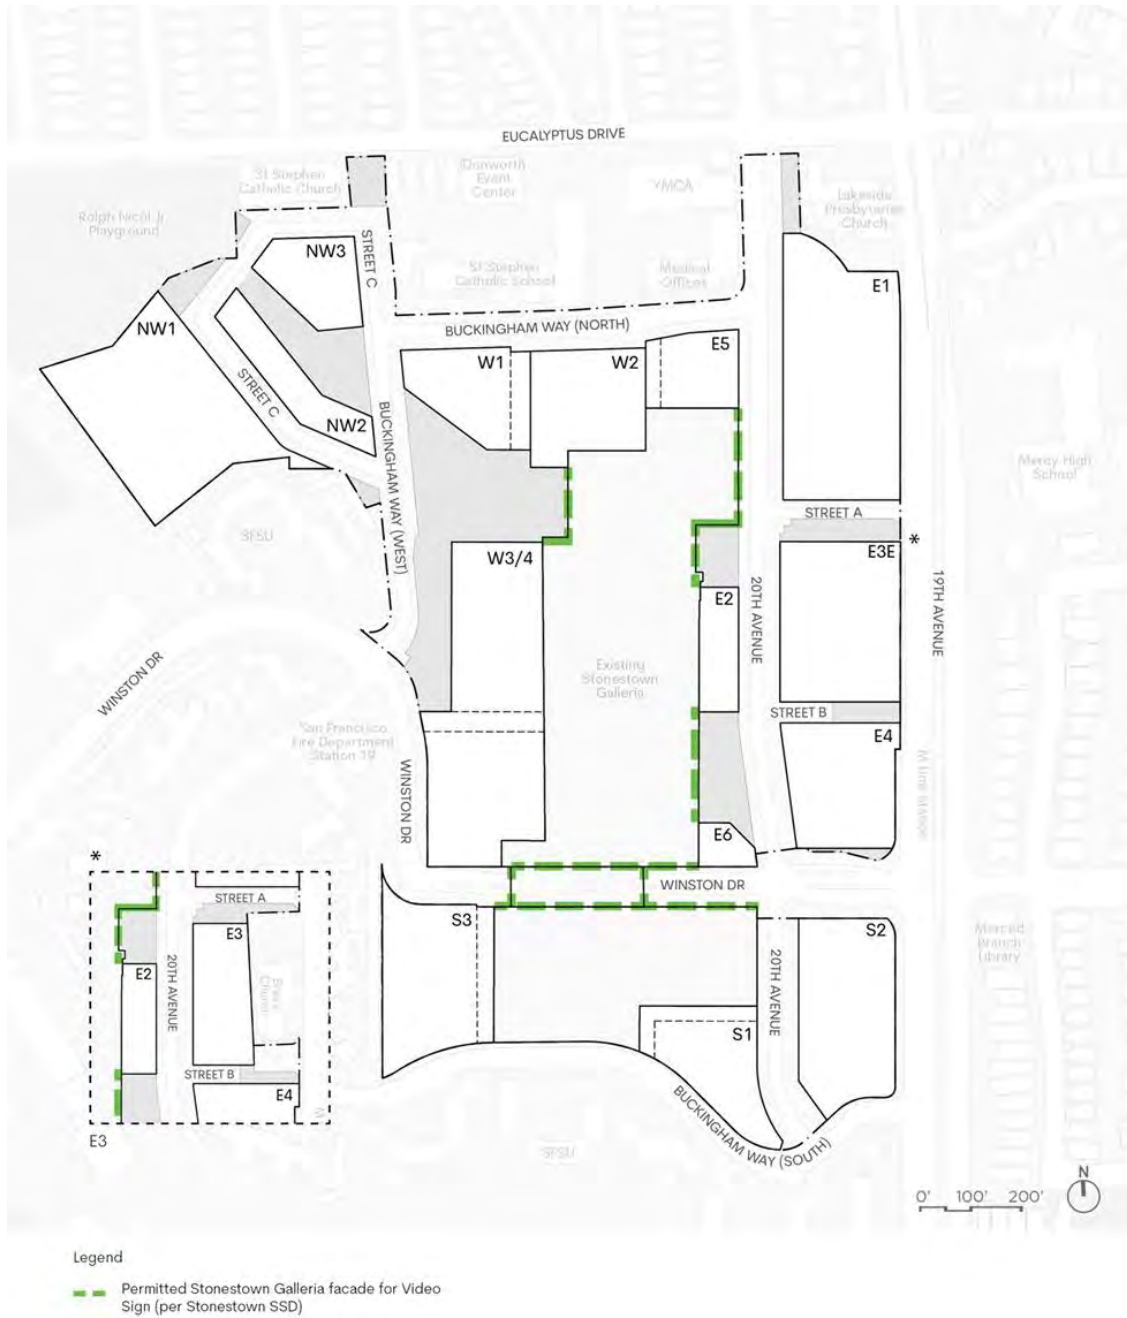 EUCALYPTUS DRIVE
St Stephen
Catholic Church
Donworth
Event
Center
YMCA
Lakeside
Presbyterian
Church
Ralph Nicol Jr.
Playground
NW3
STREET C
St Stephen
Catholic School
Medical
Offices
E1
NW1
BUCKINGHAM WAY (NORTH)
E5
W1
W2
STREET C
NW2
BUCKINGHAM WAY (WEST)
Mercy High
School
STREET A
SFSU
*
W3/4
E3E
E2
20TH AVENUE
19TH AVENUE
Existing
Stonestown
Galleria
WINSTON DR
STREET B
San Francisco
Fire Department
Station 19
E4
WINSTON DR
M Line Station
E6
*
WINSTON DR
STREET A
S3
S2
E3
Merced
Branch
Library
E2
20TH AVENUE
20TH AVENUE
Church
S1
STREET B
E4
E3
BUCKINGHAM WAY (SOUTH)
SFSU
N
0' 100' 200'
Legend
Permitted Stonestown Galleria facade for Video
Sign (per Stonestown SSD)